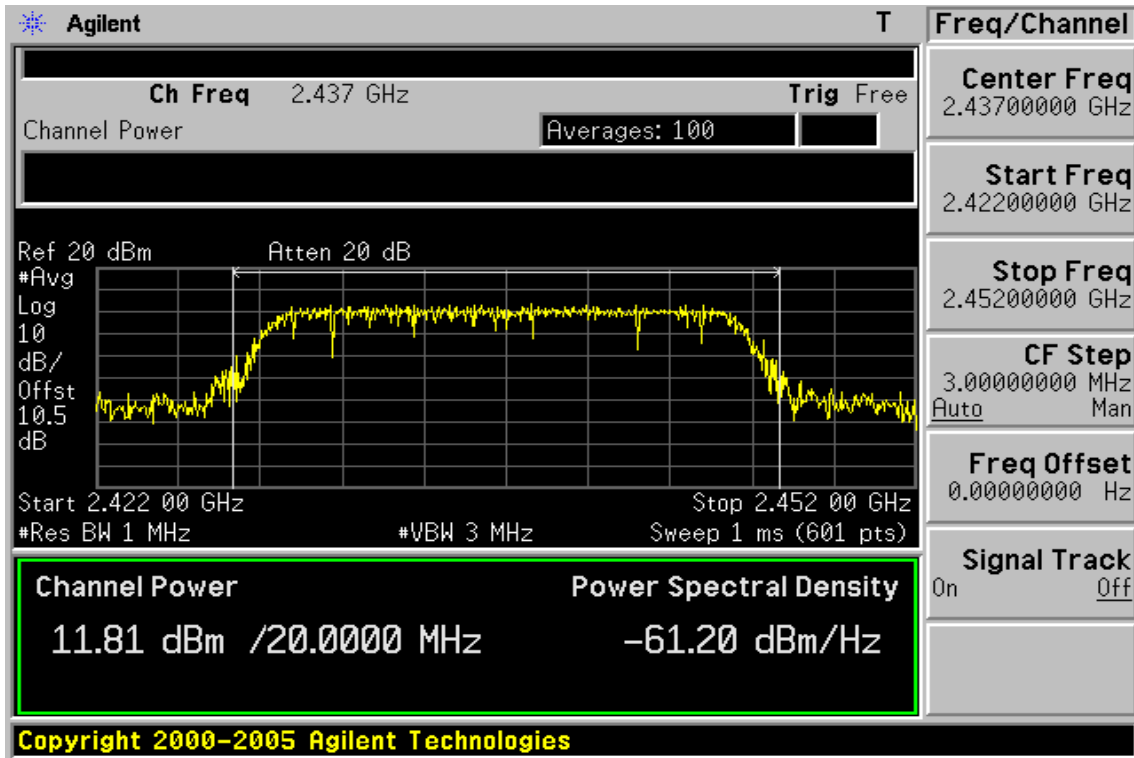 Agilent T
Ch Freq 2.437 GHz Trig Free
Channel Power Averages: 100
Ref 20 dBm Atten 20 dB
#Avg
Log
10
dB/
Offst
10.5
dB
Start 2.422 00 GHz Stop 2.452 00 GHz
#Res BW 1 MHz #VBW 3 MHz Sweep 1 ms (601 pts)
Channel Power Power Spectral Density
11.81 dBm /20.0000 MHz -61.20 dBm/Hz
Copyright 2000-2005 Agilent Technologies
Freq/Channel
Center Freq
2.43700000 GHz
Start Freq
2.42200000 GHz
Stop Freq
2.45200000 GHz
CF Step
3.00000000 MHz
Auto Man
Freq Offset
0.00000000 Hz
Signal Track
On Off